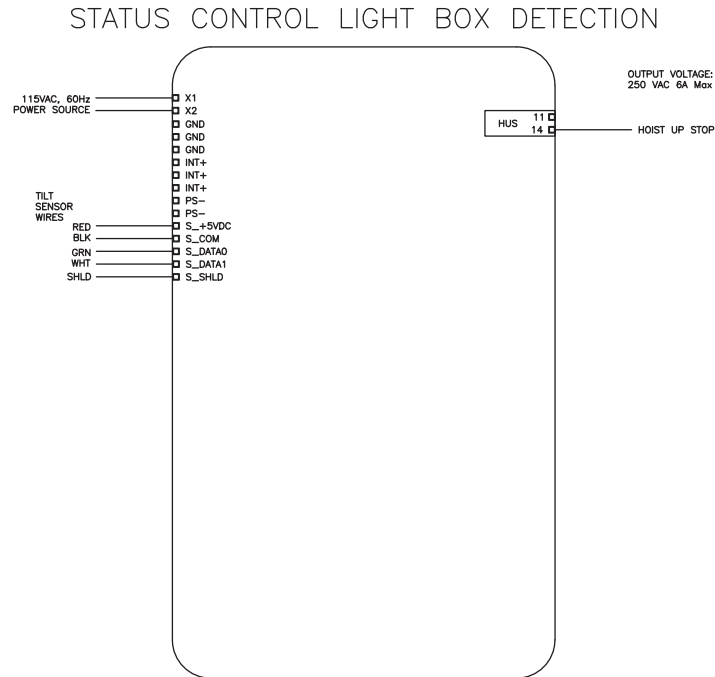 STATUS CONTROL LIGHT BOX DETECTION
OUTPUT VOLTAGE:
250 VAC 6A Max
115VAC, 60Hz
POWER SOURCE
X1
X2
GND
GND
GND
INT+
INT+
INT+
PS-
PS-
S_+5VDC
S_COM
S_DATA0
S_DATA1
S_SHLD
TILT
SENSOR
WIRES
RED
BLK
GRN
WHT
SHLD
HUS
11
14
HOIST UP STOP